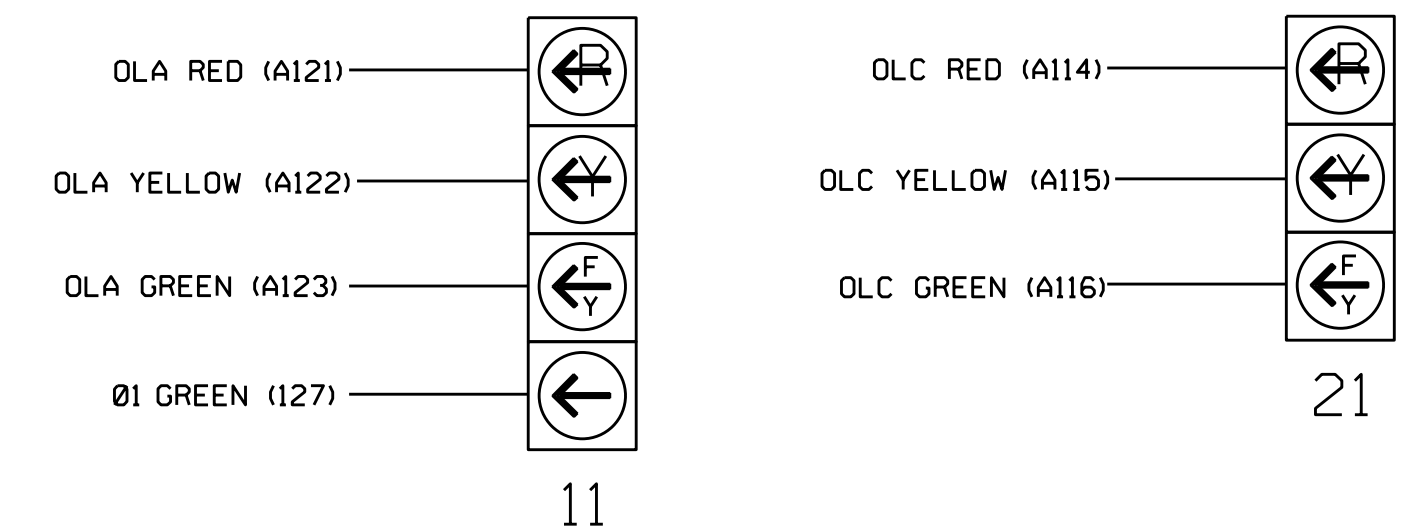 OLA RED (A121)
R
OLA YELLOW (A122)
Y
OLA GREEN (A123)
F
Y
Ø1 GREEN (127)
11
OLC RED (A114)
R
OLC YELLOW (A115)
Y
OLC GREEN (A116)
F
Y
21